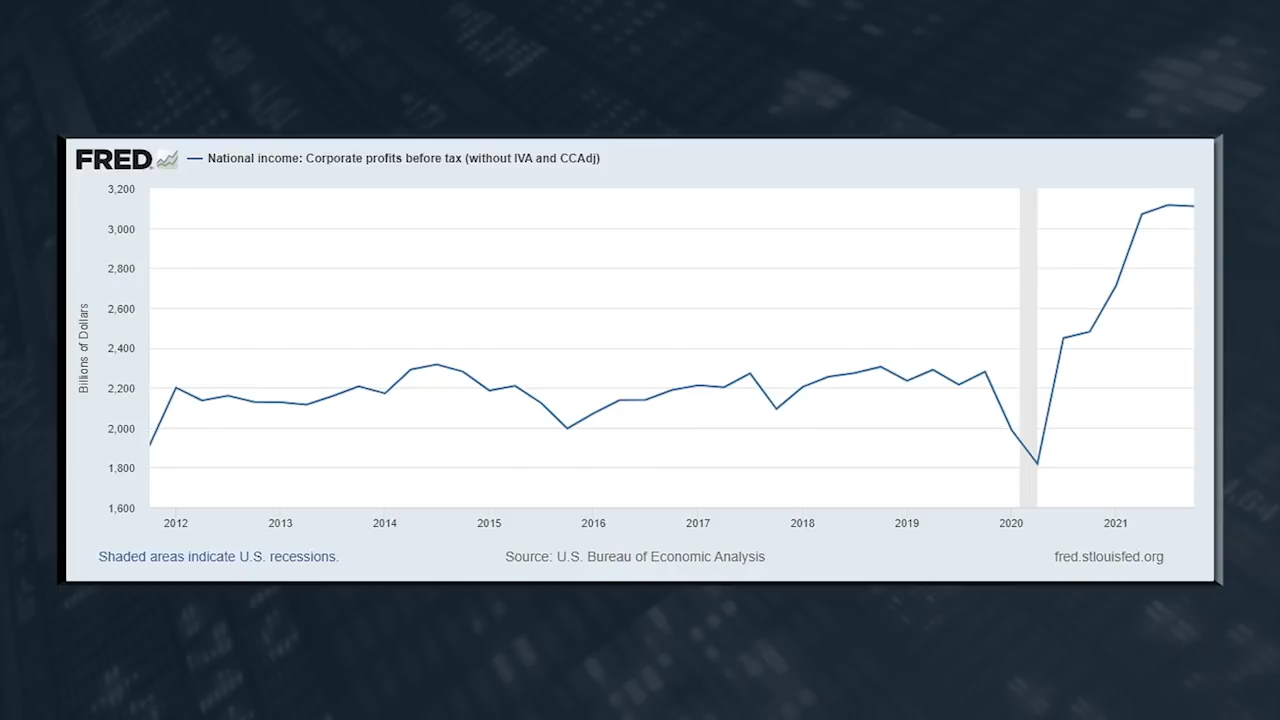 FRED
National income: Corporate profits before tax (without IVA and CCAdj)
Billions of Dollars
3,200
3,000
2,800
2,600
2,400
2,200
2,000
1,800
1,600
2012 2013 2014 2015 2016 2017 2018 2019 2020 2021
Shaded areas indicate U.S. recessions. Source: U.S. Bureau of Economic Analysis fred.stlouisfed.org